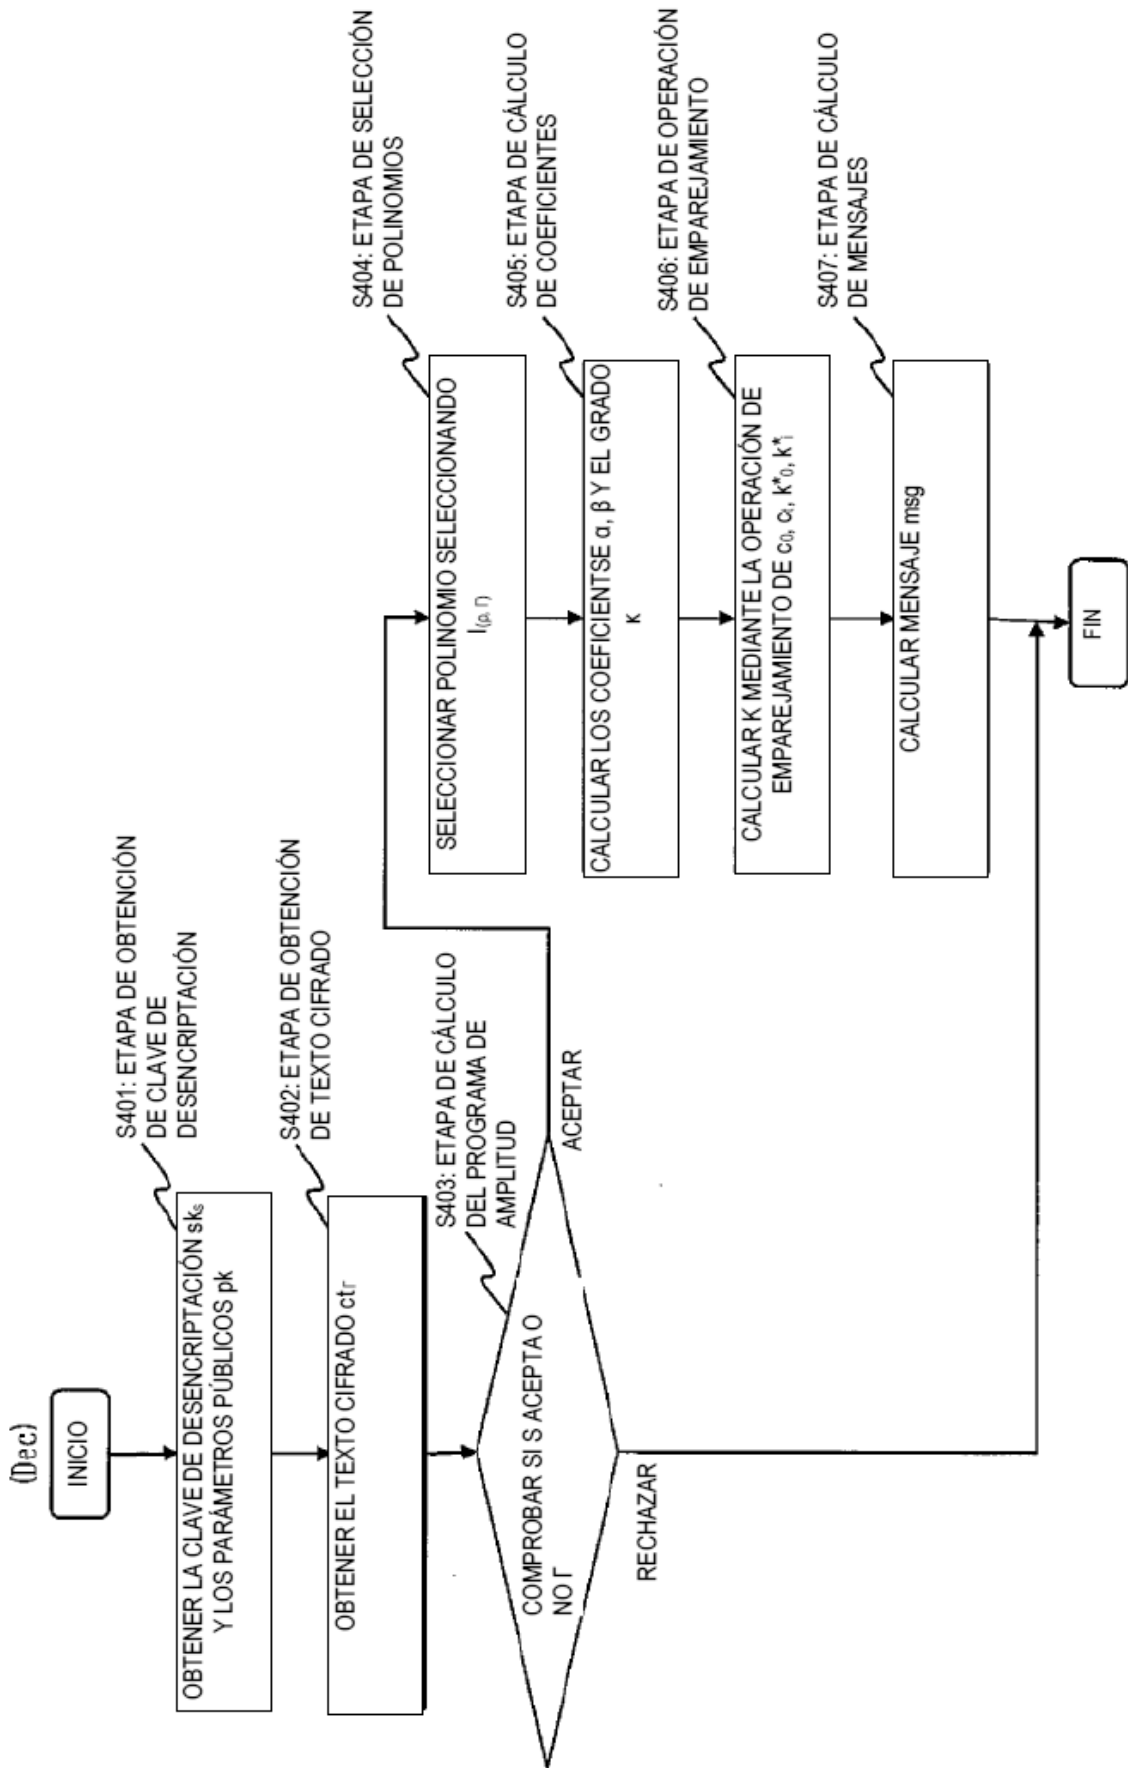 (Dec)
INICIO
S401: ETAPA DE OBTENCIÓN
DE CLAVE DE
DESENCRIPTACIÓN
OBTENER LA CLAVE DE DESENCRIPTACIÓN skₛ
Y LOS PARÁMETROS PÚBLICOS pk
S402: ETAPA DE OBTENCIÓN
DE TEXTO CIFRADO
OBTENER EL TEXTO CIFRADO ctΓ
S403: ETAPA DE CÁLCULO
DEL PROGRAMA DE
AMPLITUD
COMPROBAR SI S ACEPTA O
NO Γ
ACEPTAR
RECHAZAR
S404: ETAPA DE SELECCIÓN
DE POLINOMIOS
SELECCIONAR POLINOMIO SELECCIONANDO
I(ρ, Γ)
S405: ETAPA DE CÁLCULO
DE COEFICIENTES
CALCULAR LOS COEFICIENTSE α, β Y EL GRADO
κ
S406: ETAPA DE OPERACIÓN
DE EMPAREJAMIENTO
CALCULAR K MEDIANTE LA OPERACIÓN DE
EMPAREJAMIENTO DE c₀, cᵢ, k*₀, k*ᵢ
S407: ETAPA DE CÁLCULO
DE MENSAJES
CALCULAR MENSAJE msg
FIN